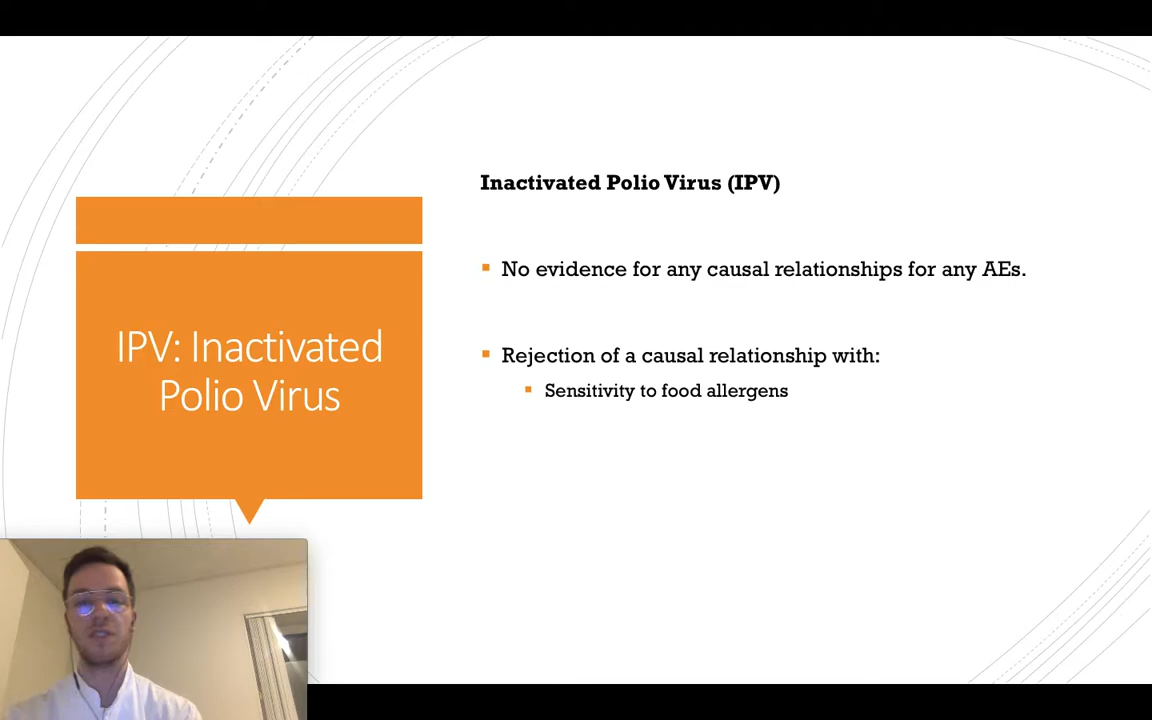 IPV: Inactivated
Polio Virus
Inactivated Polio Virus (IPV)
No evidence for any causal relationships for any AEs.
Rejection of a causal relationship with:
Sensitivity to food allergens